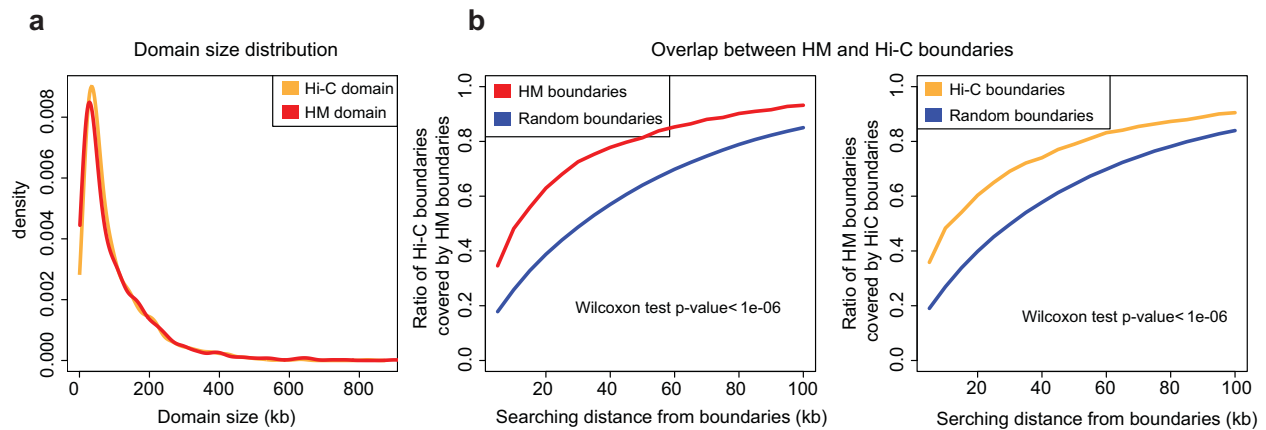 a
Domain size distribution
Hi-C domain
HM domain
density
0.000
0.002
0.004
0.006
0.008
0 200 400 600 800
Domain size (kb)
b
Overlap between HM and Hi-C boundaries
HM boundaries
Random boundaries
Ratio of Hi-C boundaries
covered by HM boundaries
0.0 0.2 0.4 0.6 0.8 1.0
Wilcoxon test p-value< 1e-06
20 40 60 80 100
Searching distance from boundaries (kb)
Hi-C boundaries
Random boundaries
Ratio of HM boundaries
covered by HiC boundaries
0.0 0.2 0.4 0.6 0.8 1.0
Wilcoxon test p-value< 1e-06
20 40 60 80 100
Serching distance from boundaries (kb)